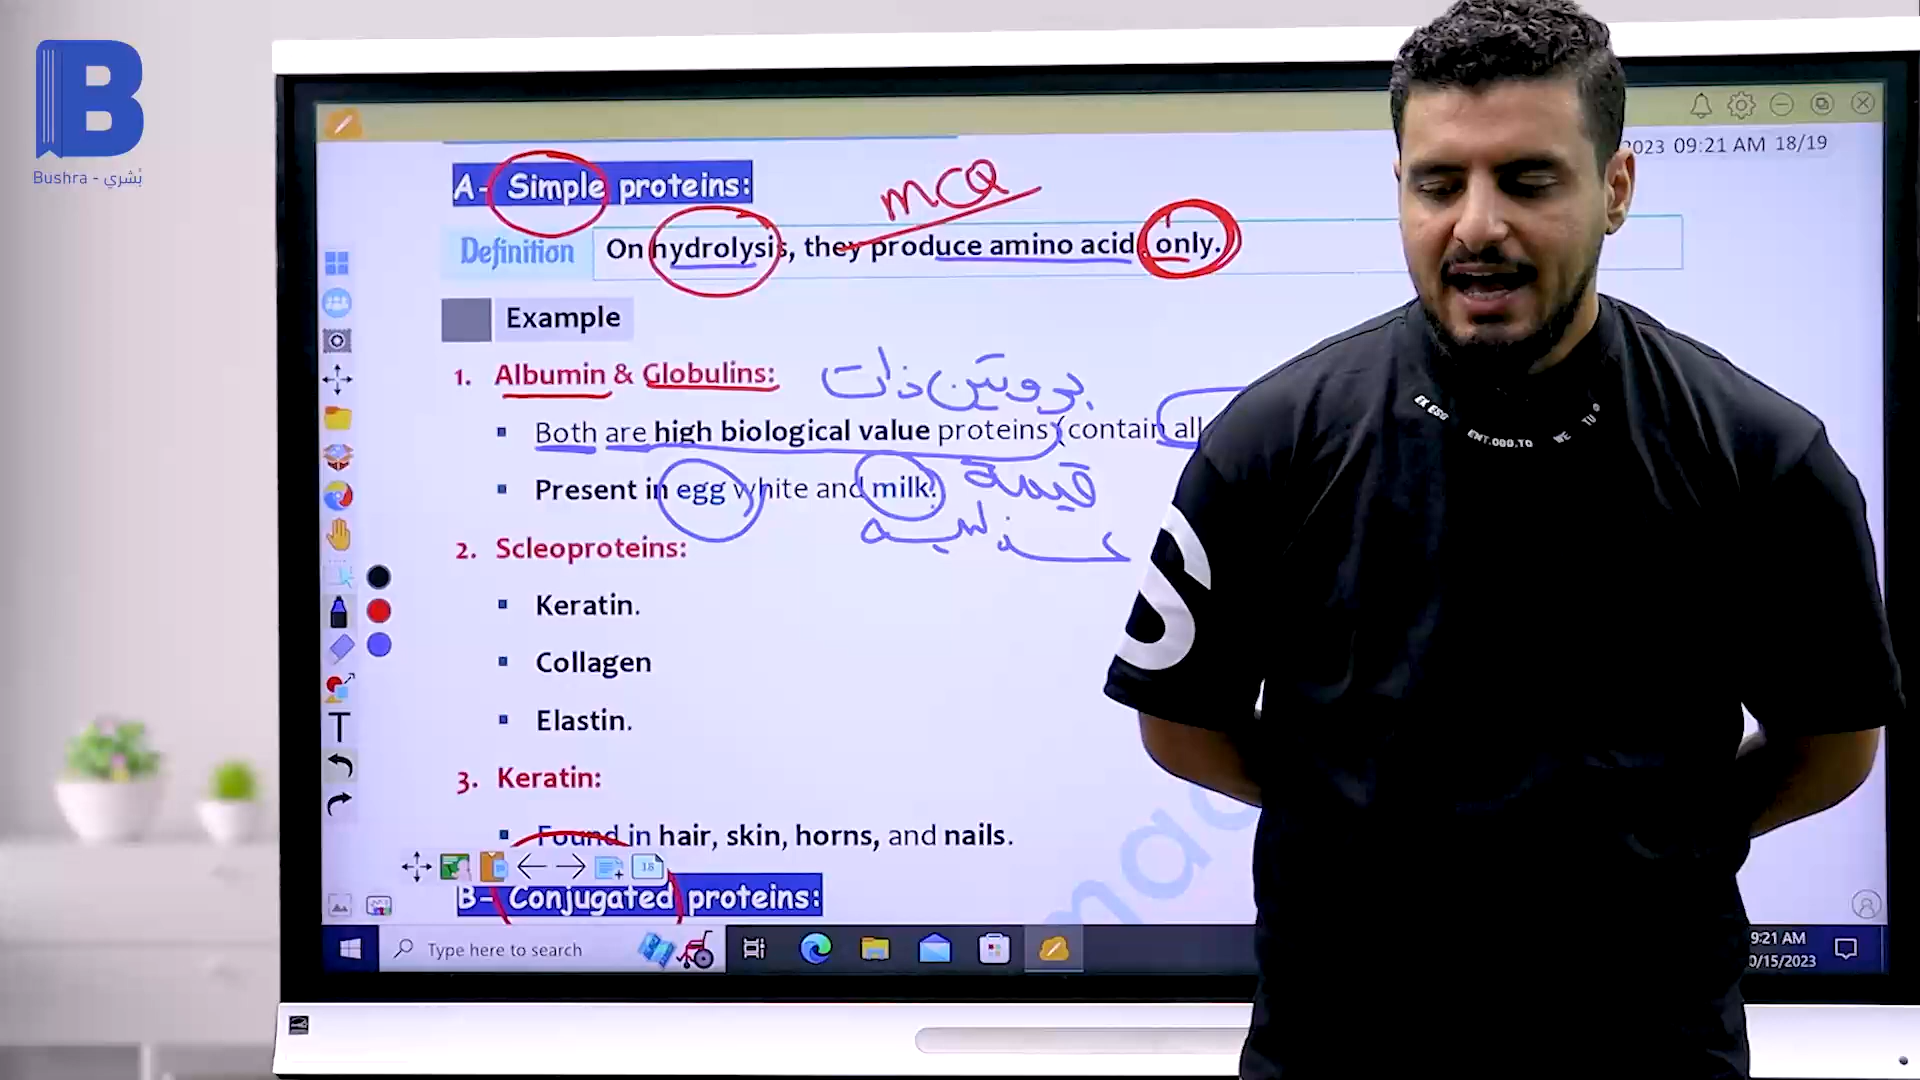 Bushra - بُشري
2023 09:21 AM 18/19
A- Simple proteins:
MCQ
Definition
On hydrolysis, they produce amino acid only.
Example
1. Albumin & Globulins:
بروتين ذات
Both are high biological value proteins (contain all
Present in egg white and milk.
قيمة
غذائية
2. Scleoproteins:
Keratin.
Collagen
Elastin.
3. Keratin:
Found in hair, skin, horns, and nails.
18
B- Conjugated proteins:
Type here to search
9:21 AM
0/15/2023